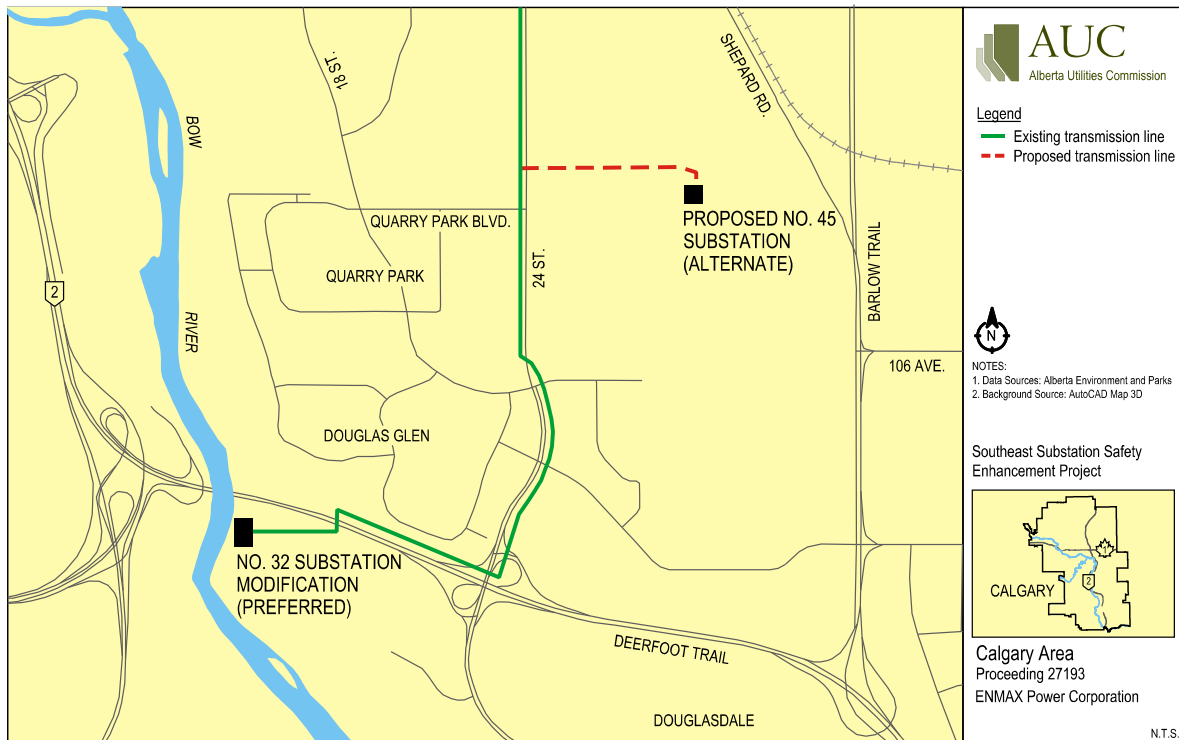 18 ST.
BOW
RIVER
2
QUARRY PARK BLVD.
QUARRY PARK
24 ST.
SHEPARD RD.
PROPOSED NO. 45
SUBSTATION
(ALTERNATE)
BARLOW TRAIL
106 AVE.
DOUGLAS GLEN
NO. 32 SUBSTATION
MODIFICATION
(PREFERRED)
DEERFOOT TRAIL
DOUGLASDALE
AUC
Alberta Utilities Commission
Legend
Existing transmission line
Proposed transmission line
N
NOTES:
1. Data Sources: Alberta Environment and Parks
2. Background Source: AutoCAD Map 3D
Southeast Substation Safety
Enhancement Project
CALGARY
1
2
Calgary Area
Proceeding 27193
ENMAX Power Corporation
N.T.S.